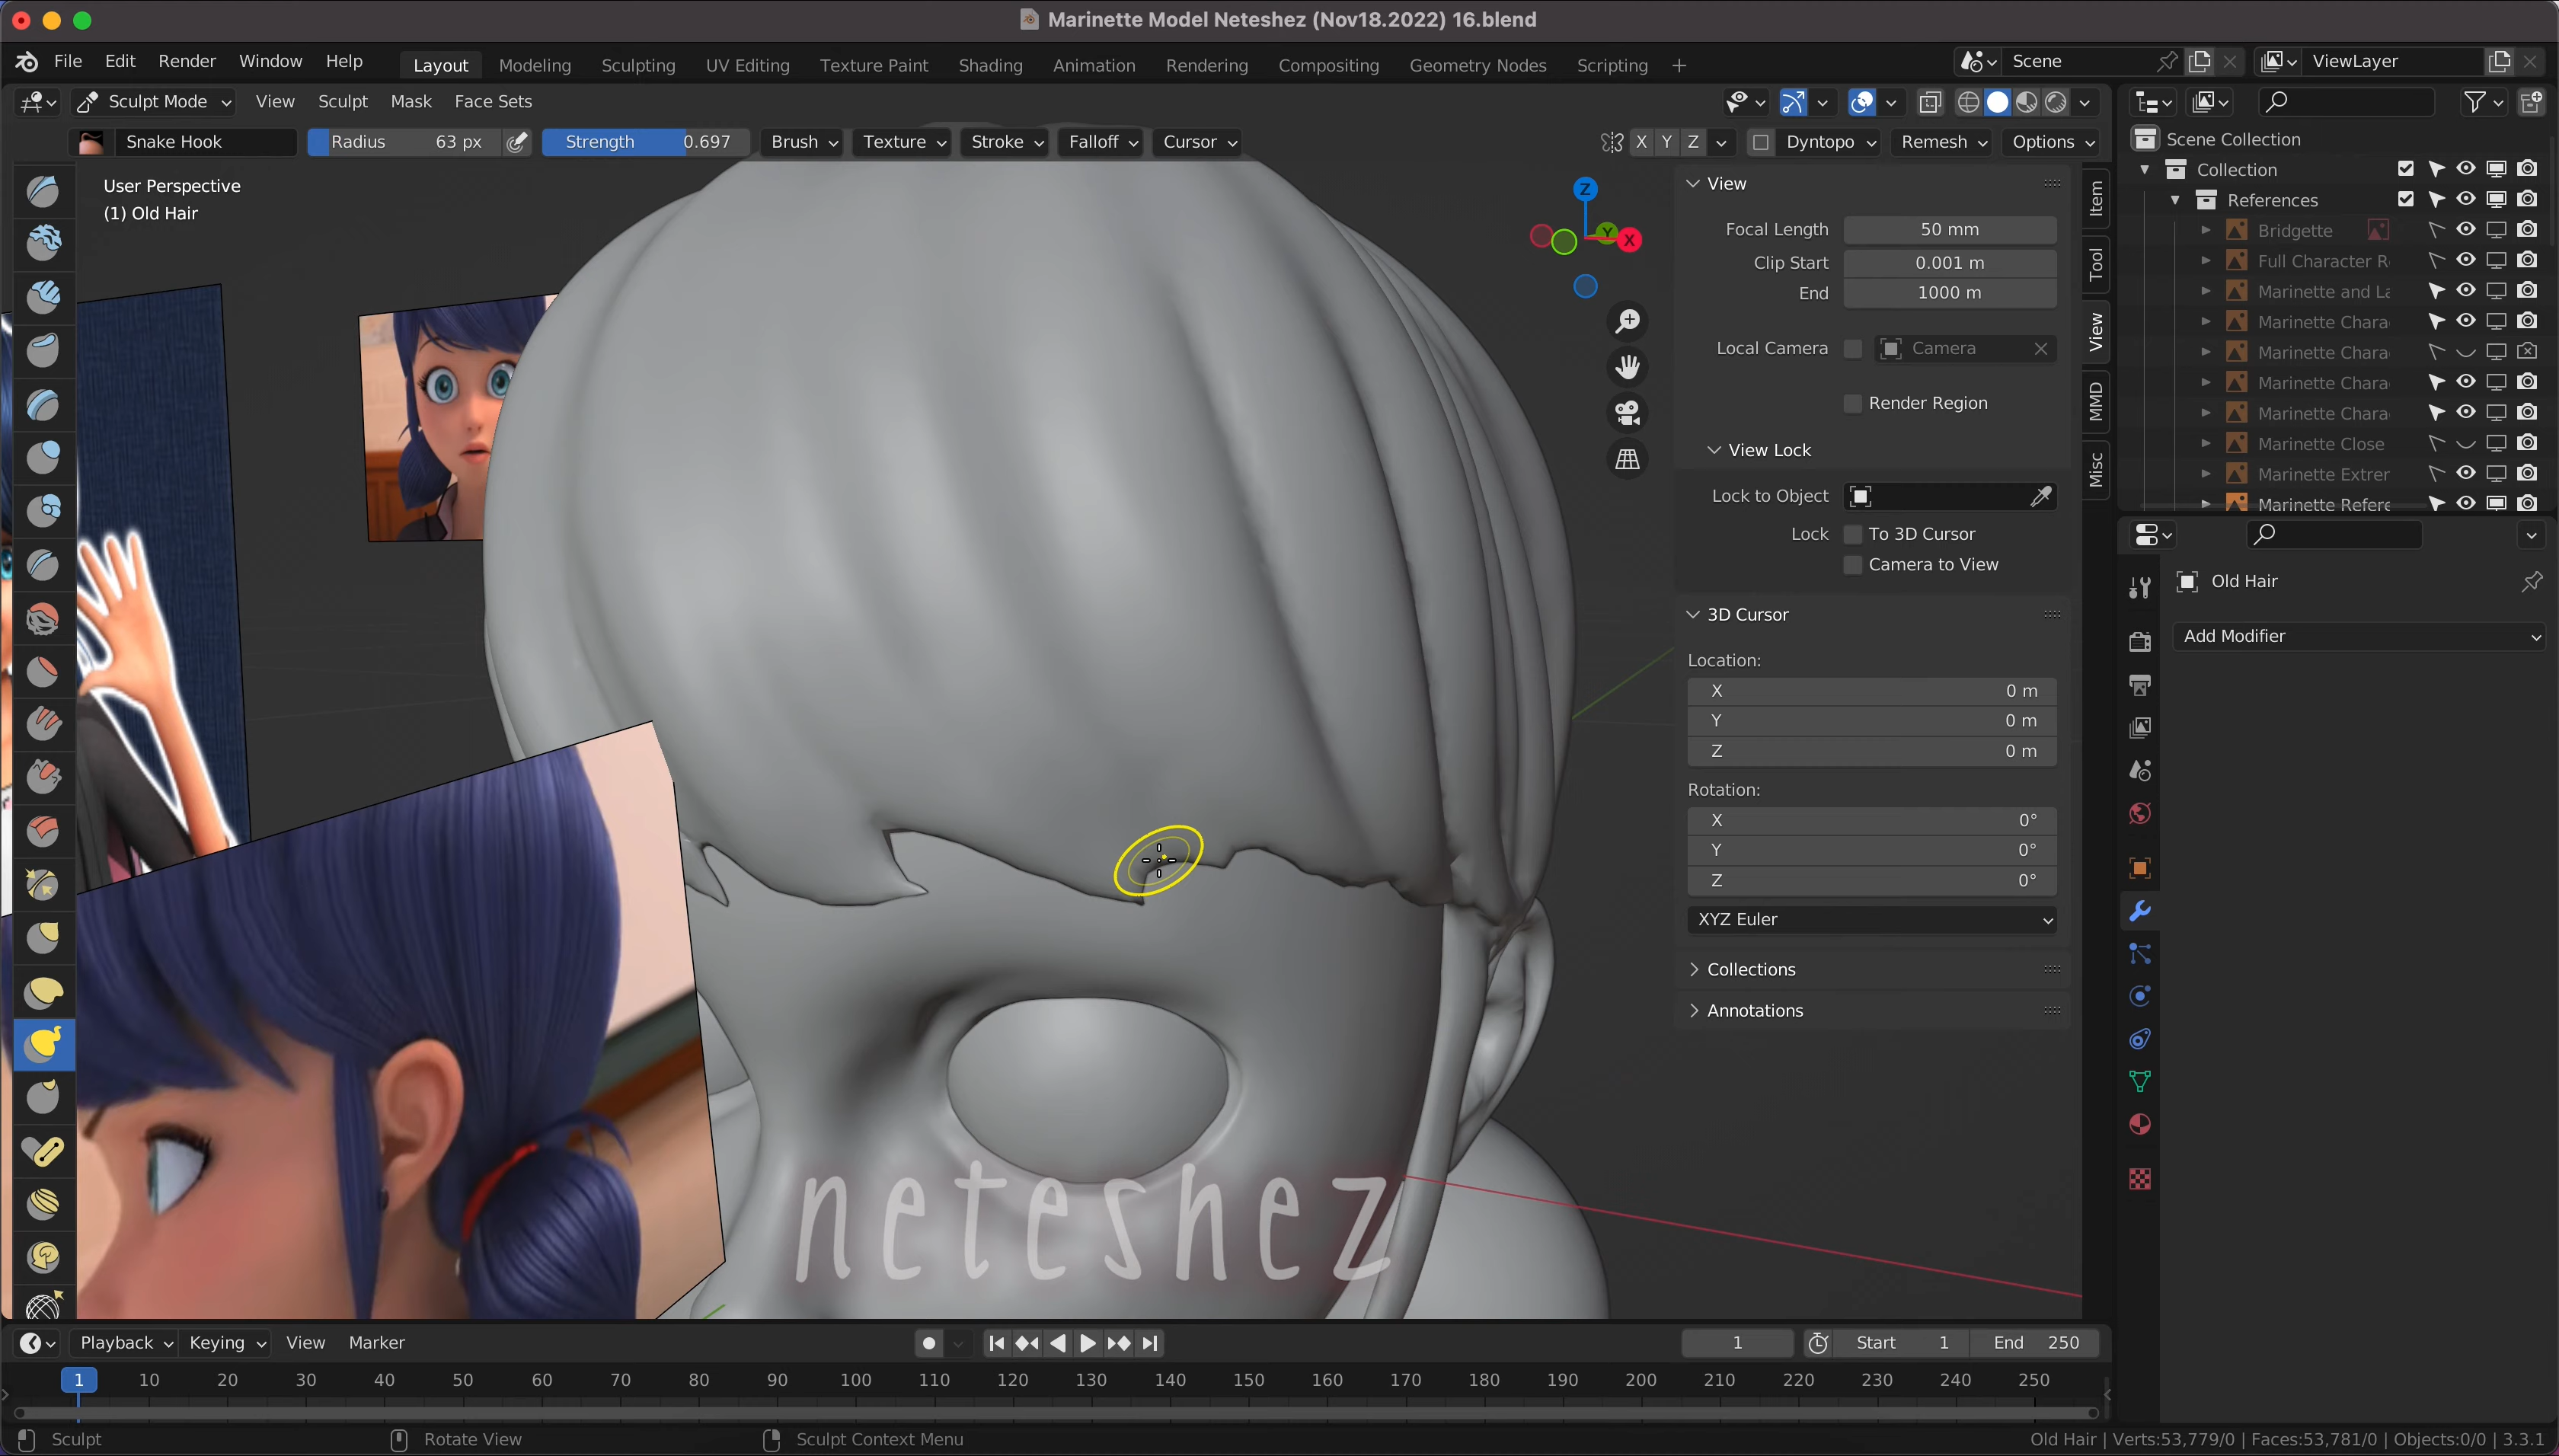 Marinette Model Neteshez (Nov18.2022) 16.blend
File Edit Render Window Help Layout Modeling Sculpting UV Editing Texture Paint Shading Animation Rendering Compositing Geometry Nodes Scripting + Scene ViewLayer
Sculpt Mode View Sculpt Mask Face Sets
Snake Hook Radius 63 px Strength 0.697 Brush Texture Stroke Falloff Cursor X Y Z Dyntopo Remesh Options
User Perspective
(1) Old Hair
Z
Y
X
View
Focal Length 50 mm
Clip Start 0.001 m
End 1000 m
Local Camera Camera
Render Region
View Lock
Lock to Object
Lock To 3D Cursor
Camera to View
3D Cursor
Location:
X 0 m
Y 0 m
Z 0 m
Rotation:
X 0°
Y 0°
Z 0°
XYZ Euler
Collections
Annotations
Item
Tool
View
MMD
Misc
Scene Collection
Collection
References
Bridgette
Full Character R
Marinette and La
Marinette Chara
Marinette Chara
Marinette Chara
Marinette Chara
Marinette Close
Marinette Extrer
Marinette Refere
Old Hair
Add Modifier
neteshez
Playback Keying View Marker 1 Start 1 End 250
1 10 20 30 40 50 60 70 80 90 100 110 120 130 140 150 160 170 180 190 200 210 220 230 240 250
Sculpt Rotate View Sculpt Context Menu Old Hair | Verts:53,779/0 | Faces:53,781/0 | Objects:0/0 | 3.3.1